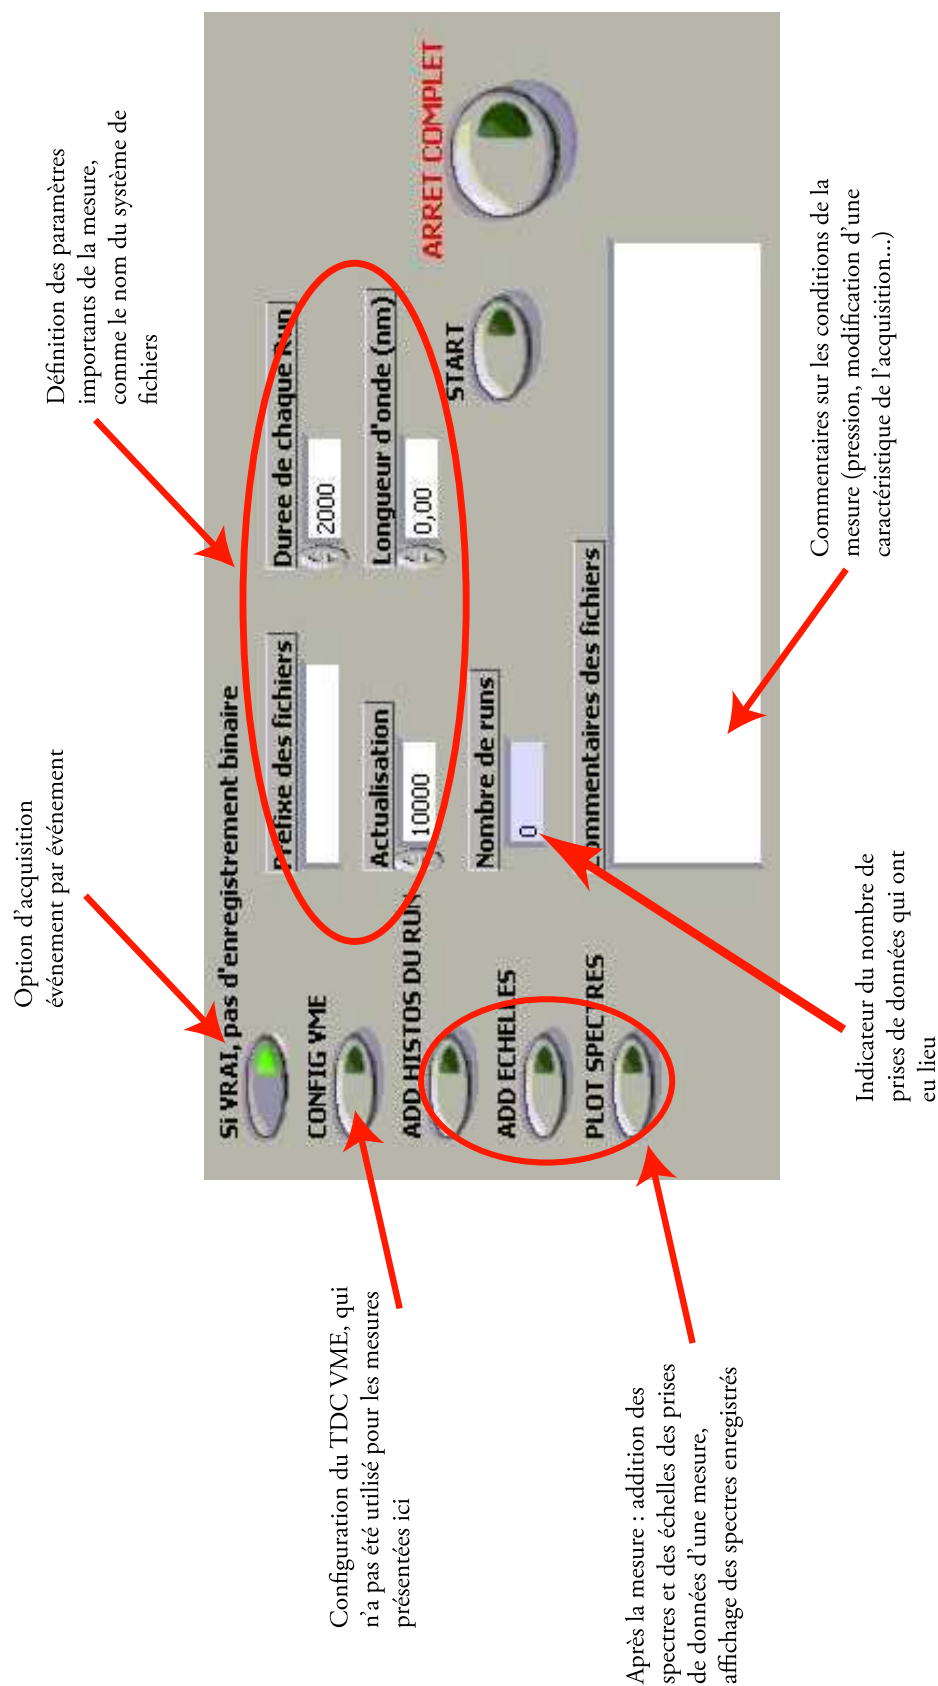 Option d'acquisition
événement par événement
Définition des paramètres
importants de la mesure,
comme le nom du système de
fichiers
SI VRAI, pas d'enregistrement binaire
CONFIG VME
ADD HISTOS DU RUN
ADD ECHELLES
PLOT SPECTRES
Prefixe des fichiers
Duree de chaque Run
2000
Actualisation
10000
Longueur d'onde (nm)
0,00
Nombre de runs
0
START
ARRET COMPLET
Commentaires des fichiers
Configuration du TDC VME, qui
n'a pas été utilisé pour les mesures
présentées ici
Après la mesure : addition des
spectres et des échelles des prises
de données d'une mesure,
affichage des spectres enregistrés
Indicateur du nombre de
prises de données qui ont
eu lieu
Commentaires sur les conditions de la
mesure (pression, modification d'une
caractéristique de l'acquisition...)